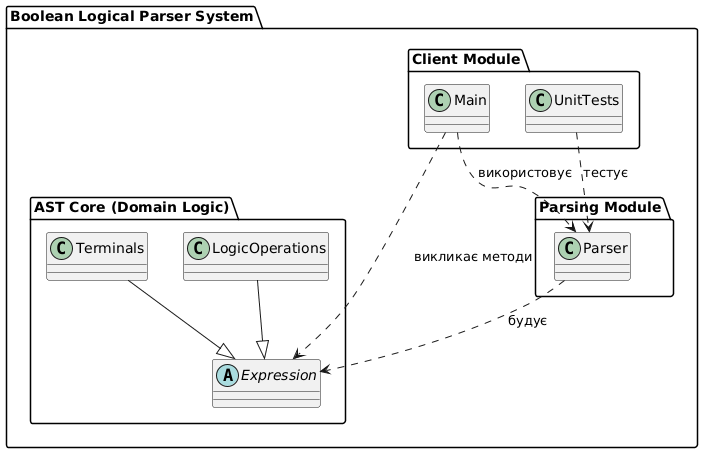 Boolean Logical Parser System
Client Module
C Main
C UnitTests
використовує
тестує
AST Core (Domain Logic)
Parsing Module
C Terminals
C LogicOperations
C Parser
викликає методи
будує
A Expression